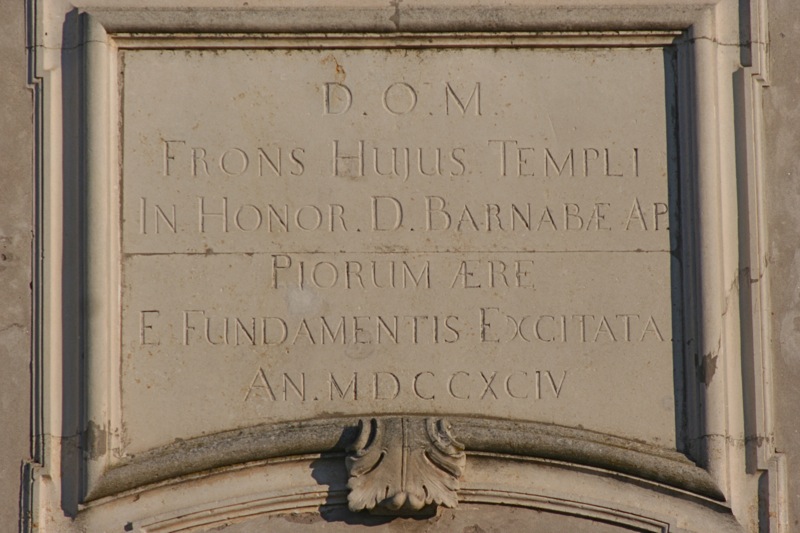 D.O.M
FRONS HUJUS TEMPLI
IN HONOR. D. BARNABÆ AP.
PIORUM ÆRE
E FUNDAMENTIS EXCITATA.
AN. MDCCXCIV